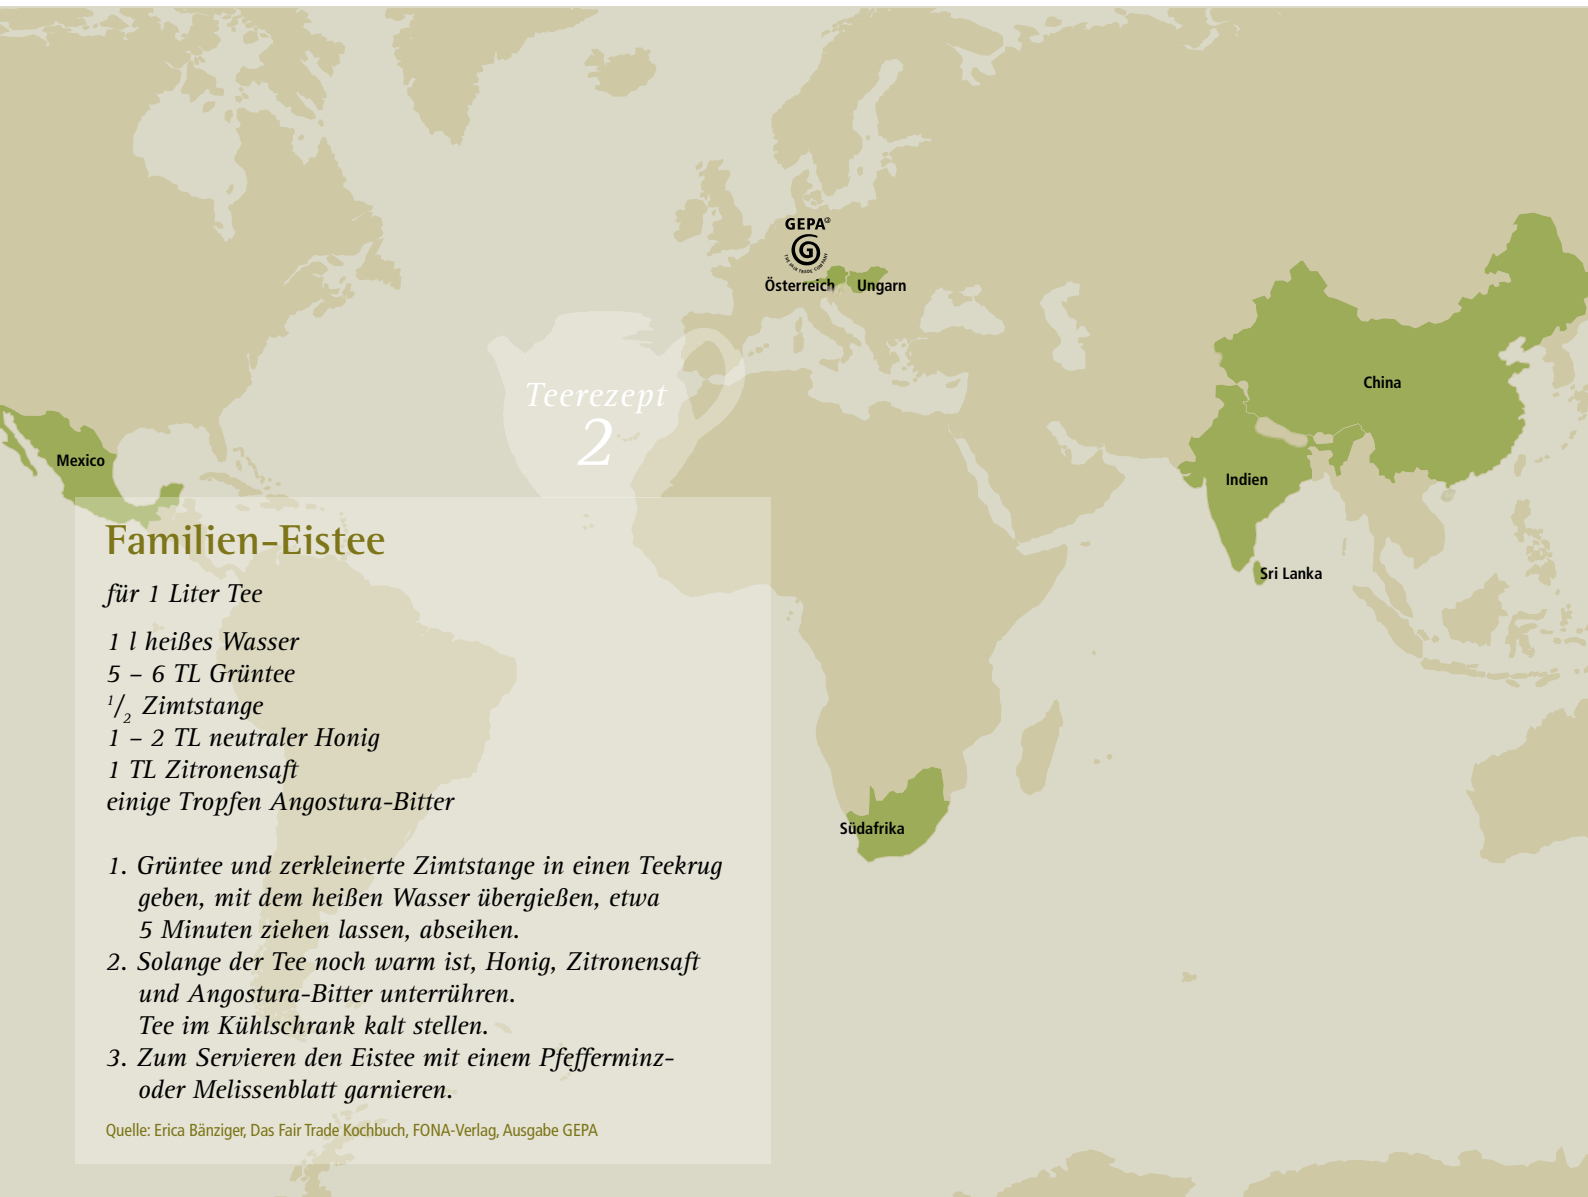 GEPA®
G
THE FAIR TRADE COMPANY
Österreich
Ungarn
China
Mexico
Indien
Sri Lanka
Südafrika
Teerezept
2
Familien-Eistee
für 1 Liter Tee
1 l heißes Wasser
5 – 6 TL Grüntee
1/2 Zimtstange
1 – 2 TL neutraler Honig
1 TL Zitronensaft
einige Tropfen Angostura-Bitter
1. Grüntee und zerkleinerte Zimtstange in einen Teekrug
geben, mit dem heißen Wasser übergießen, etwa
5 Minuten ziehen lassen, abseihen.
2. Solange der Tee noch warm ist, Honig, Zitronensaft
und Angostura-Bitter unterrühren.
Tee im Kühlschrank kalt stellen.
3. Zum Servieren den Eistee mit einem Pfefferminz-
oder Melissenblatt garnieren.
Quelle: Erica Bänziger, Das Fair Trade Kochbuch, FONA-Verlag, Ausgabe GEPA